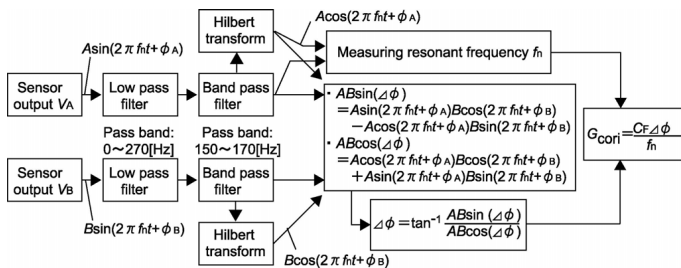 Hilbert
transform
Acos(2πfnt+ϕA)
Asin(2πfnt+ϕA)
Measuring resonant frequency fn
Sensor
output VA
Low pass
filter
Band pass
filter
・ABsin(⊿ϕ)
=Asin(2πfnt+ϕA)Bcos(2πfnt+ϕB)
−Acos(2πfnt+ϕA)Bsin(2πfnt+ϕB)
・ABcos(⊿ϕ)
=Acos(2πfnt+ϕA)Bcos(2πfnt+ϕB)
+Asin(2πfnt+ϕA)Bsin(2πfnt+ϕB)
Gcori=CF⊿ϕ/fn
Pass band:
0～270[Hz]
Pass band:
150～170[Hz]
Sensor
output VB
Low pass
filter
Band pass
filter
Bsin(2πfnt+ϕB)
Hilbert
transform
Bcos(2πfnt+ϕB)
⊿ϕ=tan-1 ABsin(⊿ϕ)/ABcos(⊿ϕ)